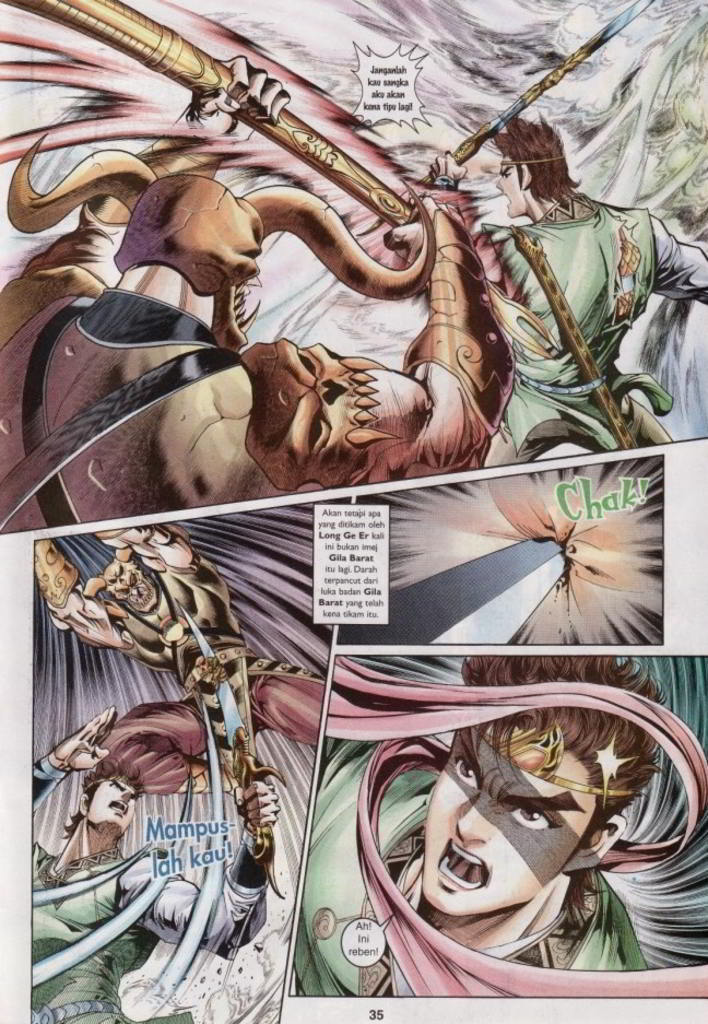 Janganlah
kau sangka
aku akan
kena tipu lagi!
Chak!
Akan tetapi apa
yang ditikam oleh
Long Ge Er kali
ini bukan imej
Gila Barat
itu lagi. Darah
terpancut dari
luka badan Gila
Barat yang telah
kena tikam itu.
Mampus-
lah kau!
Ah!
Ini
reben?!
35